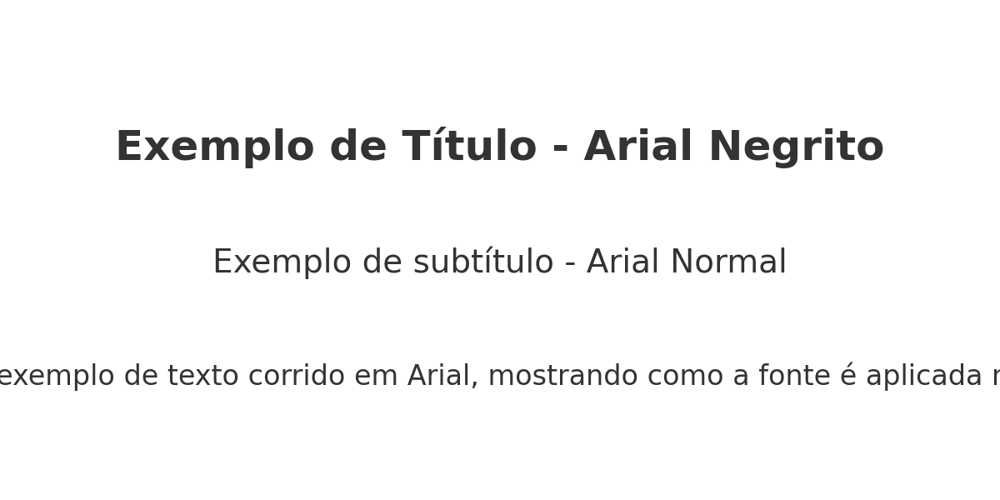 Exemplo de Título - Arial Negrito
Exemplo de subtítulo - Arial Normal
exemplo de texto corrido em Arial, mostrando como a fonte é aplicada